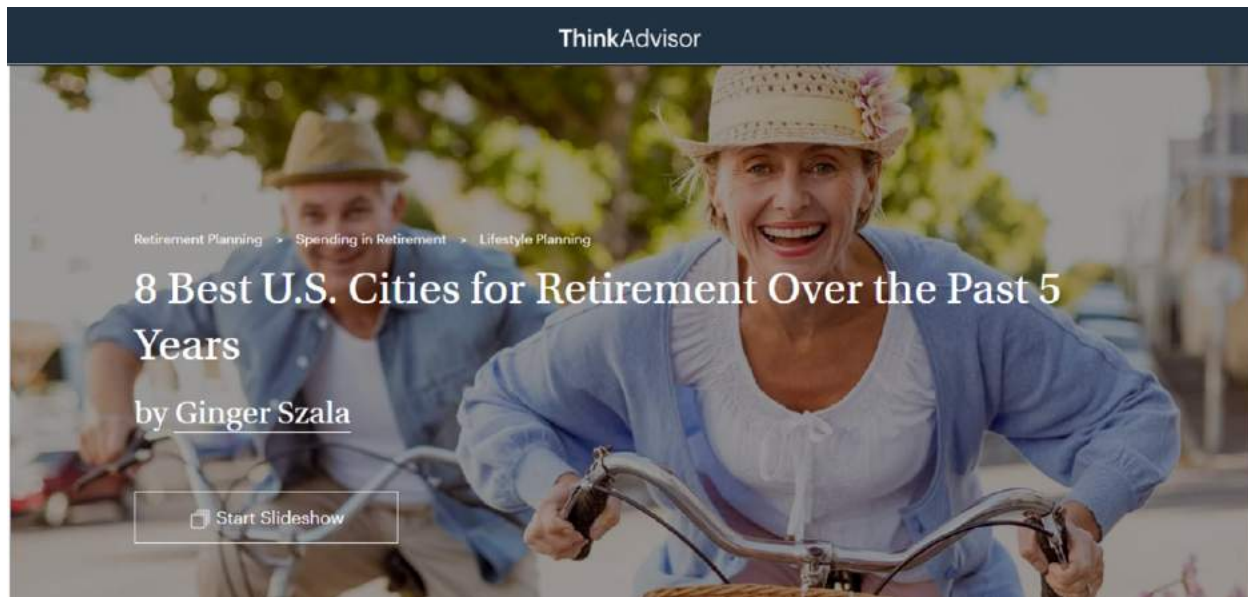 ThinkAdvisor
Retirement Planning > Spending in Retirement > Lifestyle Planning
8 Best U.S. Cities for Retirement Over the Past 5
Years
by Ginger Szala
Start Slideshow